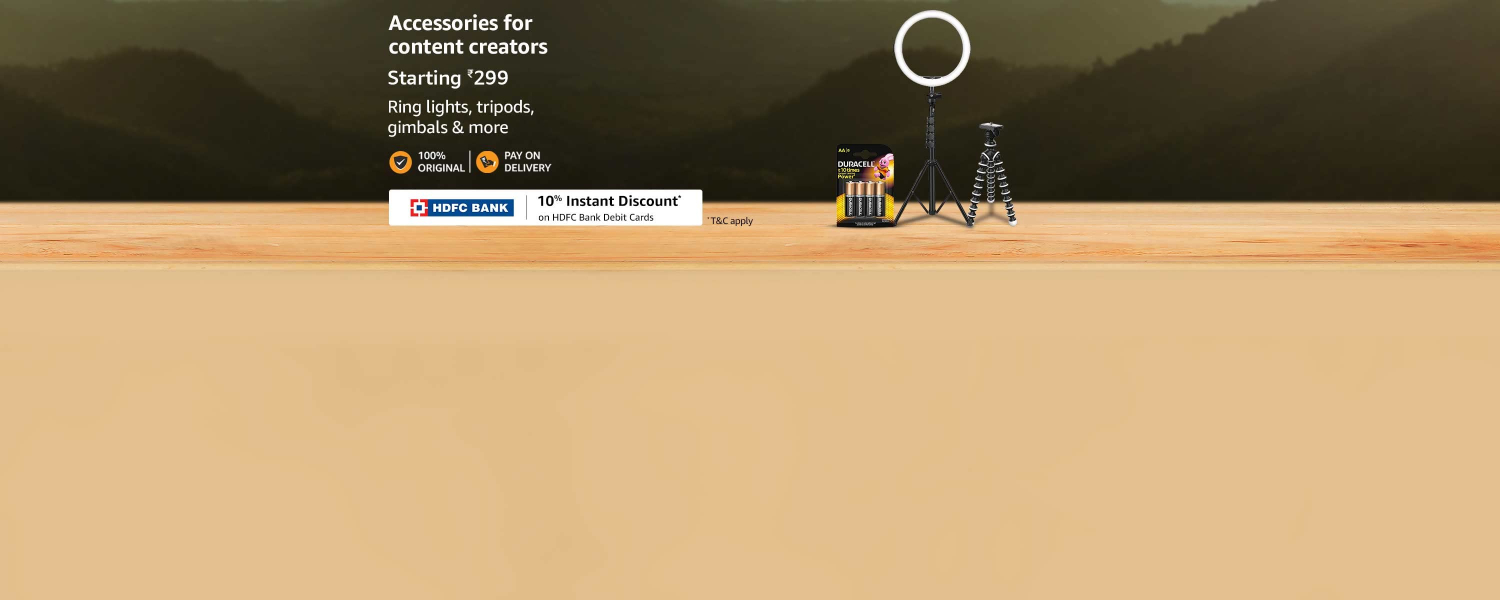 Accessories for
content creators
Starting ₹299
Ring lights, tripods,
gimbals & more
100%
ORIGINAL
PAY ON
DELIVERY
HDFC BANK
10% Instant Discount*
on HDFC Bank Debit Cards
*T&C apply
DURACELL
Power